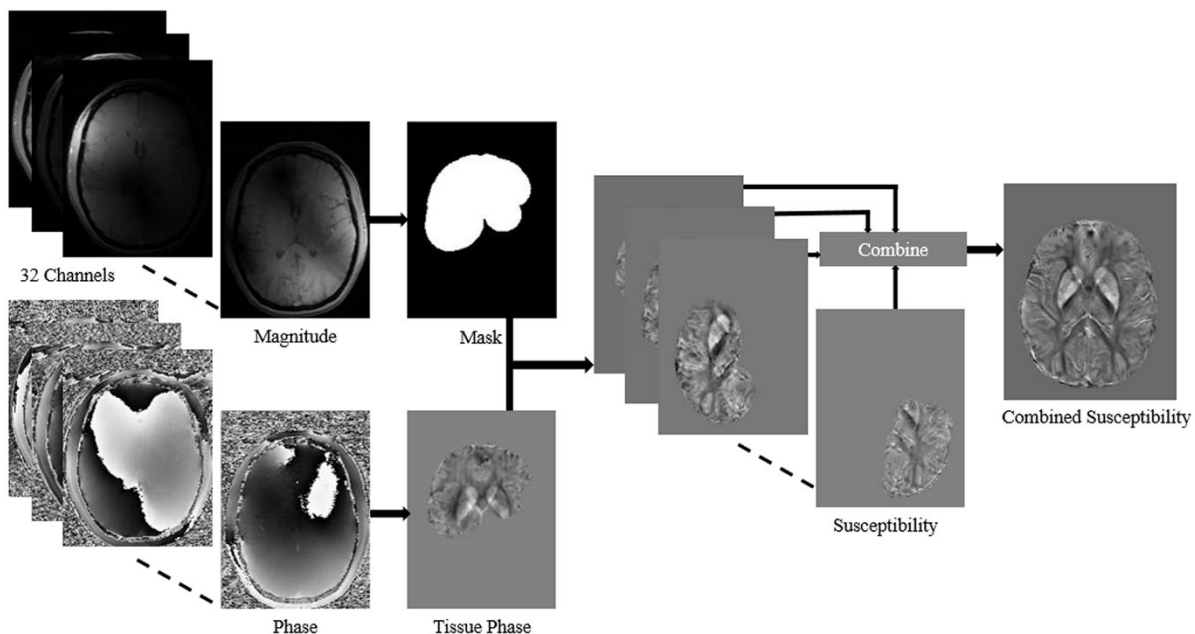 32 Channels
Magnitude
Mask
Combine
Combined Susceptibility
Susceptibility
Phase
Tissue Phase